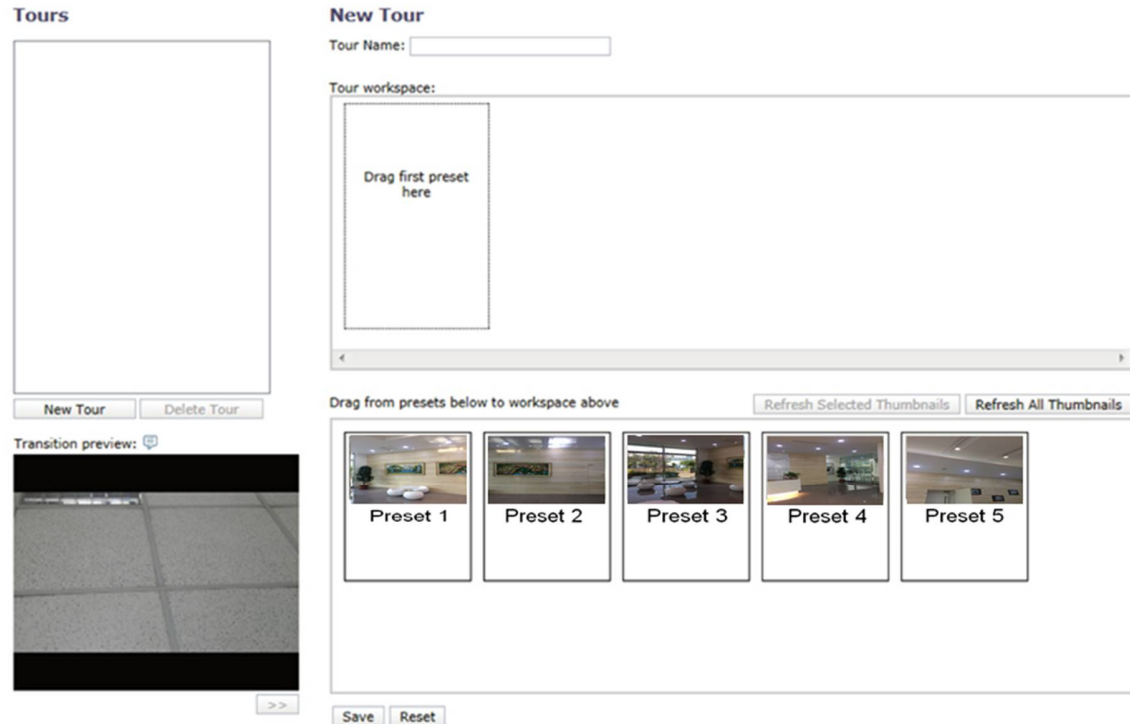 Tours
New Tour
Tour Name:
Tour workspace:
Drag first preset
here
New Tour
Delete Tour
Drag from presets below to workspace above
Refresh Selected Thumbnails
Refresh All Thumbnails
Transition preview:
Preset 1
Preset 2
Preset 3
Preset 4
Preset 5
>>
Save
Reset